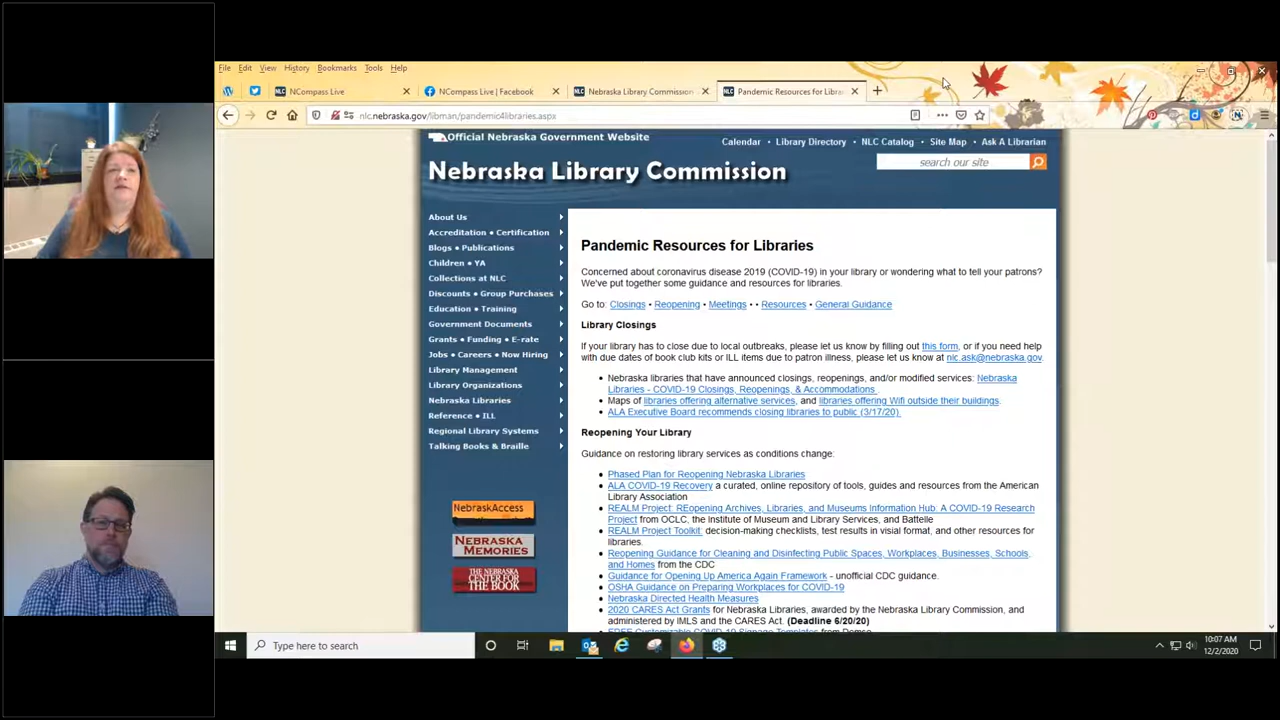 File Edit View History Bookmarks Tools Help
NCompass Live
NCompass Live | Facebook
Nebraska Library Commission
Pandemic Resources for Libra
nlc.nebraska.gov/libman/pandemic4libraries.aspx
Official Nebraska Government Website
Calendar • Library Directory • NLC Catalog • Site Map • Ask A Librarian
Nebraska Library Commission
search our site
About Us
Accreditation • Certification
Blogs • Publications
Children • YA
Collections at NLC
Discounts • Group Purchases
Education • Training
Government Documents
Grants • Funding • E-rate
Jobs • Careers • Now Hiring
Library Management
Library Organizations
Nebraska Libraries
Reference • ILL
Regional Library Systems
Talking Books & Braille
NebraskAccess
NEBRASKA
MEMORIES
THE NEBRASKA
CENTER FOR
THE BOOK
Pandemic Resources for Libraries
Concerned about coronavirus disease 2019 (COVID-19) in your library or wondering what to tell your patrons?
We've put together some guidance and resources for libraries.
Go to: Closings • Reopening • Meetings • • Resources • General Guidance
Library Closings
If your library has to close due to local outbreaks, please let us know by filling out this form, or if you need help
with due dates of book club kits or ILL items due to patron illness, please let us know at nlc.ask@nebraska.gov.
• Nebraska libraries that have announced closings, reopenings, and/or modified services: Nebraska
Libraries - COVID-19 Closings, Reopenings, & Accommodations
• Maps of libraries offering alternative services, and libraries offering Wifi outside their buildings.
• ALA Executive Board recommends closing libraries to public (3/17/20).
Reopening Your Library
Guidance on restoring library services as conditions change:
• Phased Plan for Reopening Nebraska Libraries
• ALA COVID-19 Recovery a curated, online repository of tools, guides and resources from the American
Library Association
• REALM Project: REopening Archives, Libraries, and Museums Information Hub: A COVID-19 Research
Project from OCLC, the Institute of Museum and Library Services, and Battelle
• REALM Project Toolkit: decision-making checklists, test results in visual format, and other resources for
libraries.
• Reopening Guidance for Cleaning and Disinfecting Public Spaces, Workplaces, Businesses, Schools,
and Homes from the CDC
• Guidance for Opening Up America Again Framework - unofficial CDC guidance.
• OSHA Guidance on Preparing Workplaces for COVID-19
• Nebraska Directed Health Measures
• 2020 CARES Act Grants for Nebraska Libraries, awarded by the Nebraska Library Commission, and
administered by IMLS and the CARES Act. (Deadline 6/20/20)
Type here to search
10:07 AM
12/2/2020